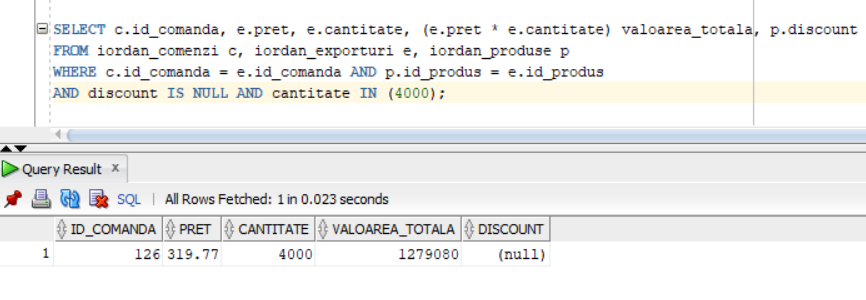 SELECT c.id_comanda, e.pret, e.cantitate, (e.pret * e.cantitate) valoarea_totala, p.discount
FROM iordan_comenzi c, iordan_exporturi e, iordan_produse p
WHERE c.id_comanda = e.id_comanda AND p.id_produs = e.id_produs
AND discount IS NULL AND cantitate IN (4000);
Query Result x
SQL | All Rows Fetched: 1 in 0.023 seconds
ID_COMANDA PRET CANTITATE VALOAREA_TOTALA DISCOUNT
1 126 319.77 4000 1279080 (null)